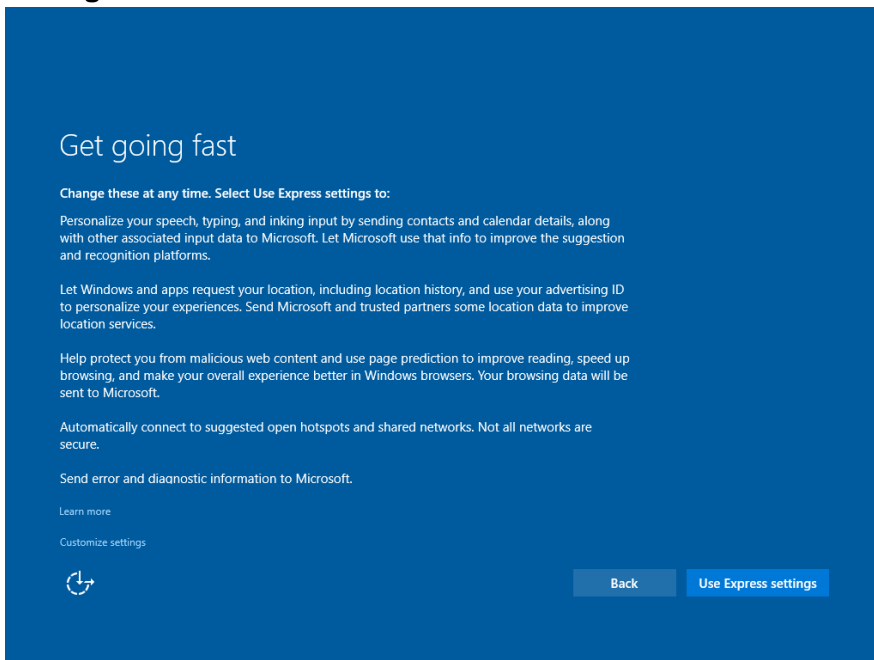 Get going fast
Change these at any time. Select Use Express settings to:
Personalize your speech, typing, and inking input by sending contacts and calendar details, along
with other associated input data to Microsoft. Let Microsoft use that info to improve the suggestion
and recognition platforms.
Let Windows and apps request your location, including location history, and use your advertising ID
to personalize your experiences. Send Microsoft and trusted partners some location data to improve
location services.
Help protect you from malicious web content and use page prediction to improve reading, speed up
browsing, and make your overall experience better in Windows browsers. Your browsing data will be
sent to Microsoft.
Automatically connect to suggested open hotspots and shared networks. Not all networks are
secure.
Send error and diagnostic information to Microsoft.
Learn more
Customize settings
Back
Use Express settings